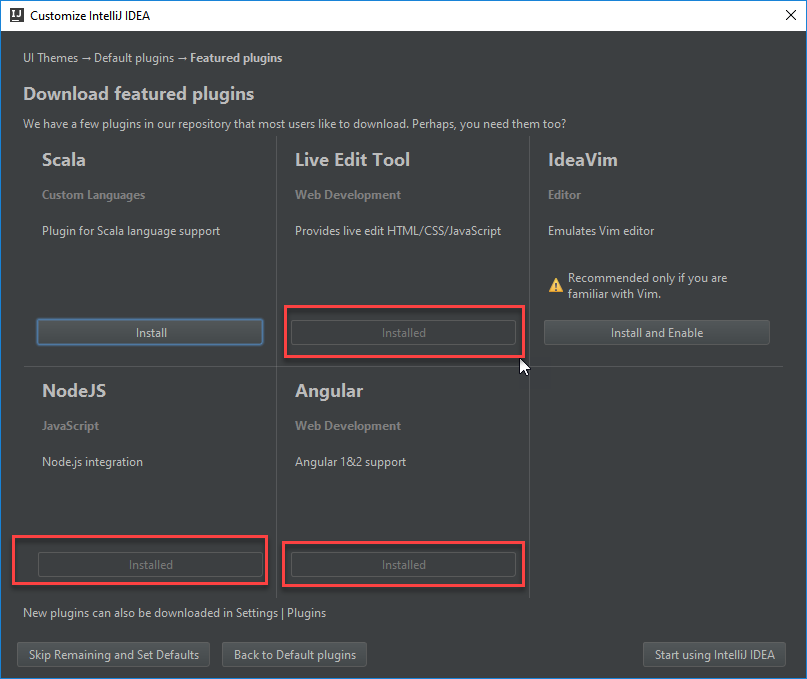 IJ
Customize IntelliJ IDEA
UI Themes → Default plugins → Featured plugins
Download featured plugins
We have a few plugins in our repository that most users like to download. Perhaps, you need them too?
Scala
Custom Languages
Plugin for Scala language support
Install
Live Edit Tool
Web Development
Provides live edit HTML/CSS/JavaScript
Installed
IdeaVim
Editor
Emulates Vim editor
Recommended only if you are
familiar with Vim.
Install and Enable
NodeJS
JavaScript
Node.js integration
Installed
Angular
Web Development
Angular 1&2 support
Installed
New plugins can also be downloaded in Settings | Plugins
Skip Remaining and Set Defaults
Back to Default plugins
Start using IntelliJ IDEA